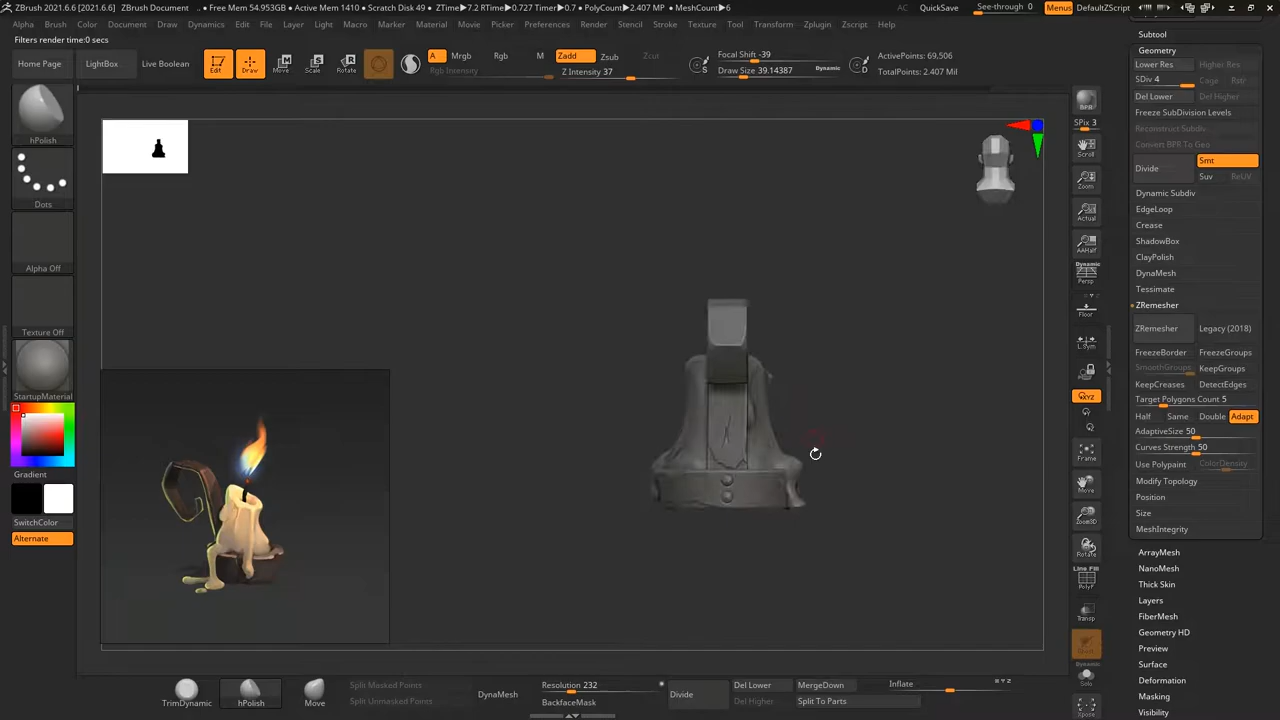 ZBrush 2021.6.6 [2021.6.6] ZBrush Document .. • Free Mem 54.953GB • Active Mem 1410 • Scratch Disk 49 • ZTime▶7.2 RTime▶0.727 Timer▶0.7 • PolyCount▶2.407 MP • MeshCount▶6 AC QuickSave See-through 0 Menus DefaultZScript
Alpha Brush Color Document Draw Dynamics Edit File Layer Light Macro Marker Material Movie Picker Preferences Render Stencil Stroke Texture Tool Transform Zplugin Zscript Help
Filters render time:0 secs
Home Page LightBox Live Boolean Edit Draw Move Scale Rotate
A Mrgb Rgb M Zadd Zsub Zcut
Rgb Intensity Z Intensity 37
Focal Shift -39
Draw Size 39.14387 Dynamic
S D
ActivePoints: 69,506
TotalPoints: 2.407 Mil
hPolish
Dots
Alpha Off
Texture Off
StartupMaterial
Gradient
SwitchColor
Alternate
BPR
SPix 3
Scroll
Zoom
Actual
AAHalf
Dynamic
Persp
Floor
L.Sym
XYZ
Frame
Move
Zoom3D
Rotate
Line Fill
PolyF
Transp
Dynamic
Solo
Xpose
Subtool
Geometry
Lower Res Higher Res
SDiv 4 Cage Rstr
Del Lower Del Higher
Freeze SubDivision Levels
Reconstruct Subdiv
Convert BPR To Geo
Divide Smt
Suv ReUV
Dynamic Subdiv
EdgeLoop
Crease
ShadowBox
ClayPolish
DynaMesh
Tessimate
ZRemesher
ZRemesher Legacy (2018)
FreezeBorder FreezeGroups
SmoothGroups KeepGroups
KeepCreases DetectEdges
Target Polygons Count 5
Half Same Double Adapt
AdaptiveSize 50
Curves Strength 50
Use Polypaint ColorDensity
Modify Topology
Position
Size
MeshIntegrity
ArrayMesh
NanoMesh
Thick Skin
Layers
FiberMesh
Geometry HD
Preview
Surface
Deformation
Masking
Visibility
TrimDynamic hPolish Move
Split Masked Points
Split Unmasked Points
DynaMesh
Resolution 232
BackfaceMask
Divide
Del Lower MergeDown
Del Higher Split To Parts
Inflate X Y Z